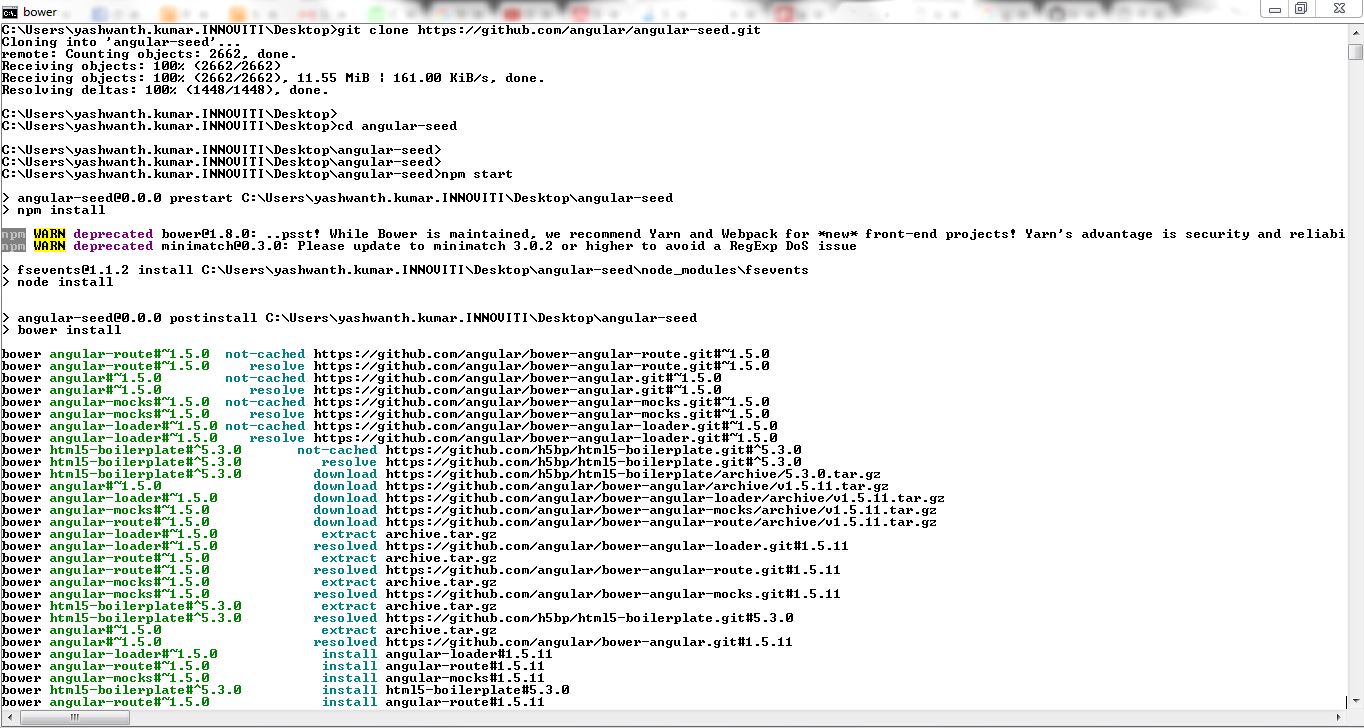 bower
C:\Users\yashwanth.kumar.INNOVITI\Desktop>git clone https://github.com/angular/angular-seed.git
Cloning into 'angular-seed'...
remote: Counting objects: 2662, done.
Receiving objects: 100% (2662/2662)
Receiving objects: 100% (2662/2662), 11.55 MiB | 161.00 KiB/s, done.
Resolving deltas: 100% (1448/1448), done.
C:\Users\yashwanth.kumar.INNOVITI\Desktop>
C:\Users\yashwanth.kumar.INNOVITI\Desktop>cd angular-seed
C:\Users\yashwanth.kumar.INNOVITI\Desktop\angular-seed>
C:\Users\yashwanth.kumar.INNOVITI\Desktop\angular-seed>
C:\Users\yashwanth.kumar.INNOVITI\Desktop\angular-seed>npm start
> angular-seed@0.0.0 prestart C:\Users\yashwanth.kumar.INNOVITI\Desktop\angular-seed
> npm install
npm WARN deprecated bower@1.8.0: ..psst! While Bower is maintained, we recommend Yarn and Webpack for *new* front-end projects! Yarn's advantage is security and reliabi
npm WARN deprecated minimatch@0.3.0: Please update to minimatch 3.0.2 or higher to avoid a RegExp DoS issue
> fsevents@1.1.2 install C:\Users\yashwanth.kumar.INNOVITI\Desktop\angular-seed\node_modules\fsevents
> node install
> angular-seed@0.0.0 postinstall C:\Users\yashwanth.kumar.INNOVITI\Desktop\angular-seed
> bower install
bower angular-route#~1.5.0 not-cached https://github.com/angular/bower-angular-route.git#~1.5.0
bower angular-route#~1.5.0 resolve https://github.com/angular/bower-angular-route.git#~1.5.0
bower angular#~1.5.0 not-cached https://github.com/angular/bower-angular.git#~1.5.0
bower angular#~1.5.0 resolve https://github.com/angular/bower-angular.git#~1.5.0
bower angular-mocks#~1.5.0 not-cached https://github.com/angular/bower-angular-mocks.git#~1.5.0
bower angular-mocks#~1.5.0 resolve https://github.com/angular/bower-angular-mocks.git#~1.5.0
bower angular-loader#~1.5.0 not-cached https://github.com/angular/bower-angular-loader.git#~1.5.0
bower angular-loader#~1.5.0 resolve https://github.com/angular/bower-angular-loader.git#~1.5.0
bower html5-boilerplate#^5.3.0 not-cached https://github.com/h5bp/html5-boilerplate.git#^5.3.0
bower html5-boilerplate#^5.3.0 resolve https://github.com/h5bp/html5-boilerplate.git#^5.3.0
bower html5-boilerplate#^5.3.0 download https://github.com/h5bp/html5-boilerplate/archive/5.3.0.tar.gz
bower angular#~1.5.0 download https://github.com/angular/bower-angular/archive/v1.5.11.tar.gz
bower angular-loader#~1.5.0 download https://github.com/angular/bower-angular-loader/archive/v1.5.11.tar.gz
bower angular-mocks#~1.5.0 download https://github.com/angular/bower-angular-mocks/archive/v1.5.11.tar.gz
bower angular-route#~1.5.0 download https://github.com/angular/bower-angular-route/archive/v1.5.11.tar.gz
bower angular-loader#~1.5.0 extract archive.tar.gz
bower angular-loader#~1.5.0 resolved https://github.com/angular/bower-angular-loader.git#1.5.11
bower angular-route#~1.5.0 extract archive.tar.gz
bower angular-route#~1.5.0 resolved https://github.com/angular/bower-angular-route.git#1.5.11
bower angular-mocks#~1.5.0 extract archive.tar.gz
bower angular-mocks#~1.5.0 resolved https://github.com/angular/bower-angular-mocks.git#1.5.11
bower html5-boilerplate#^5.3.0 extract archive.tar.gz
bower html5-boilerplate#^5.3.0 resolved https://github.com/h5bp/html5-boilerplate.git#5.3.0
bower angular#~1.5.0 extract archive.tar.gz
bower angular#~1.5.0 resolved https://github.com/angular/bower-angular.git#1.5.11
bower angular-loader#~1.5.0 install angular-loader#1.5.11
bower angular-route#~1.5.0 install angular-route#1.5.11
bower angular-mocks#~1.5.0 install angular-mocks#1.5.11
bower html5-boilerplate#^5.3.0 install html5-boilerplate#5.3.0
bower angular-route#~1.5.0 install angular-route#1.5.11